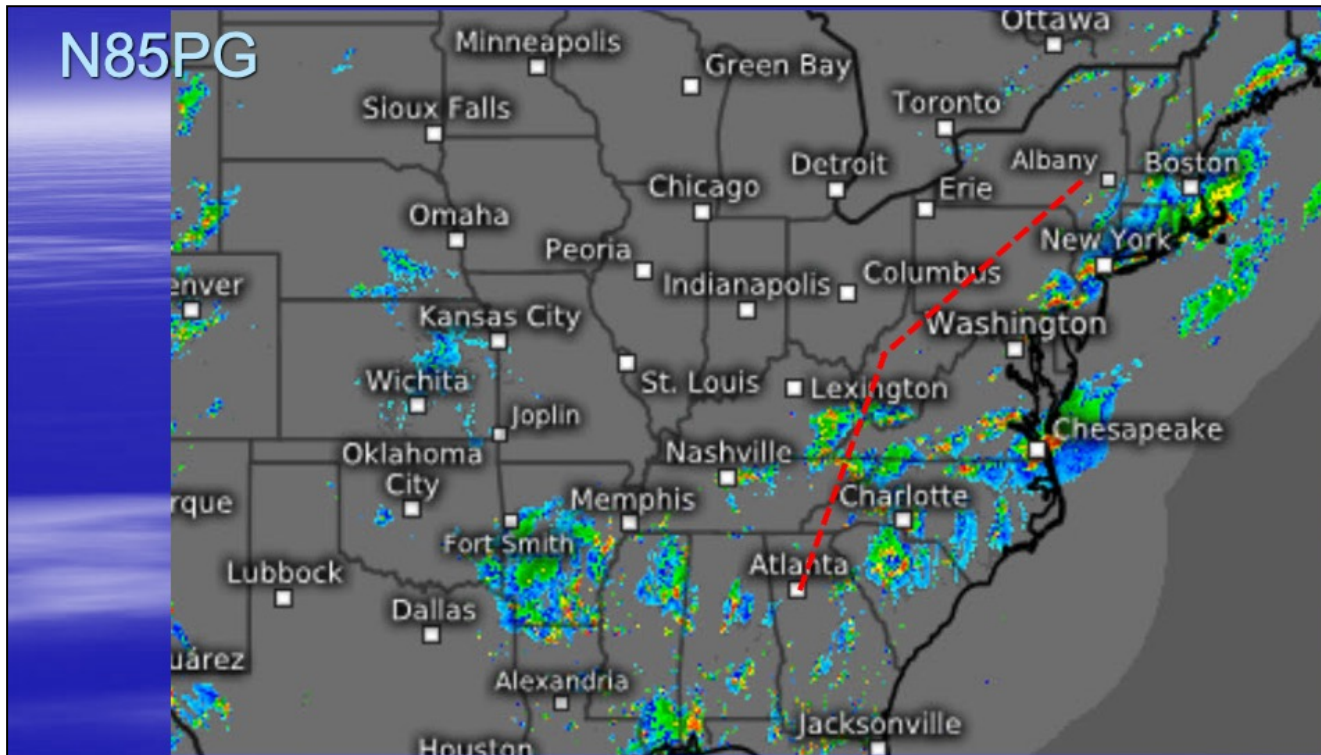 N85PG
Ottawa
Minneapolis
Green Bay
Toronto
Sioux Falls
Detroit
Albany
Boston
Chicago
Erie
Omaha
New York
Peoria
Columbus
enver
Indianapolis
Kansas City
Washington
Wichita
St. Louis
Lexington
Joplin
Chesapeake
Oklahoma
City
Nashville
rque
Memphis
Charlotte
Fort Smith
Atlanta
Lubbock
Dallas
uárez
Alexandria
Jacksonville
Houston